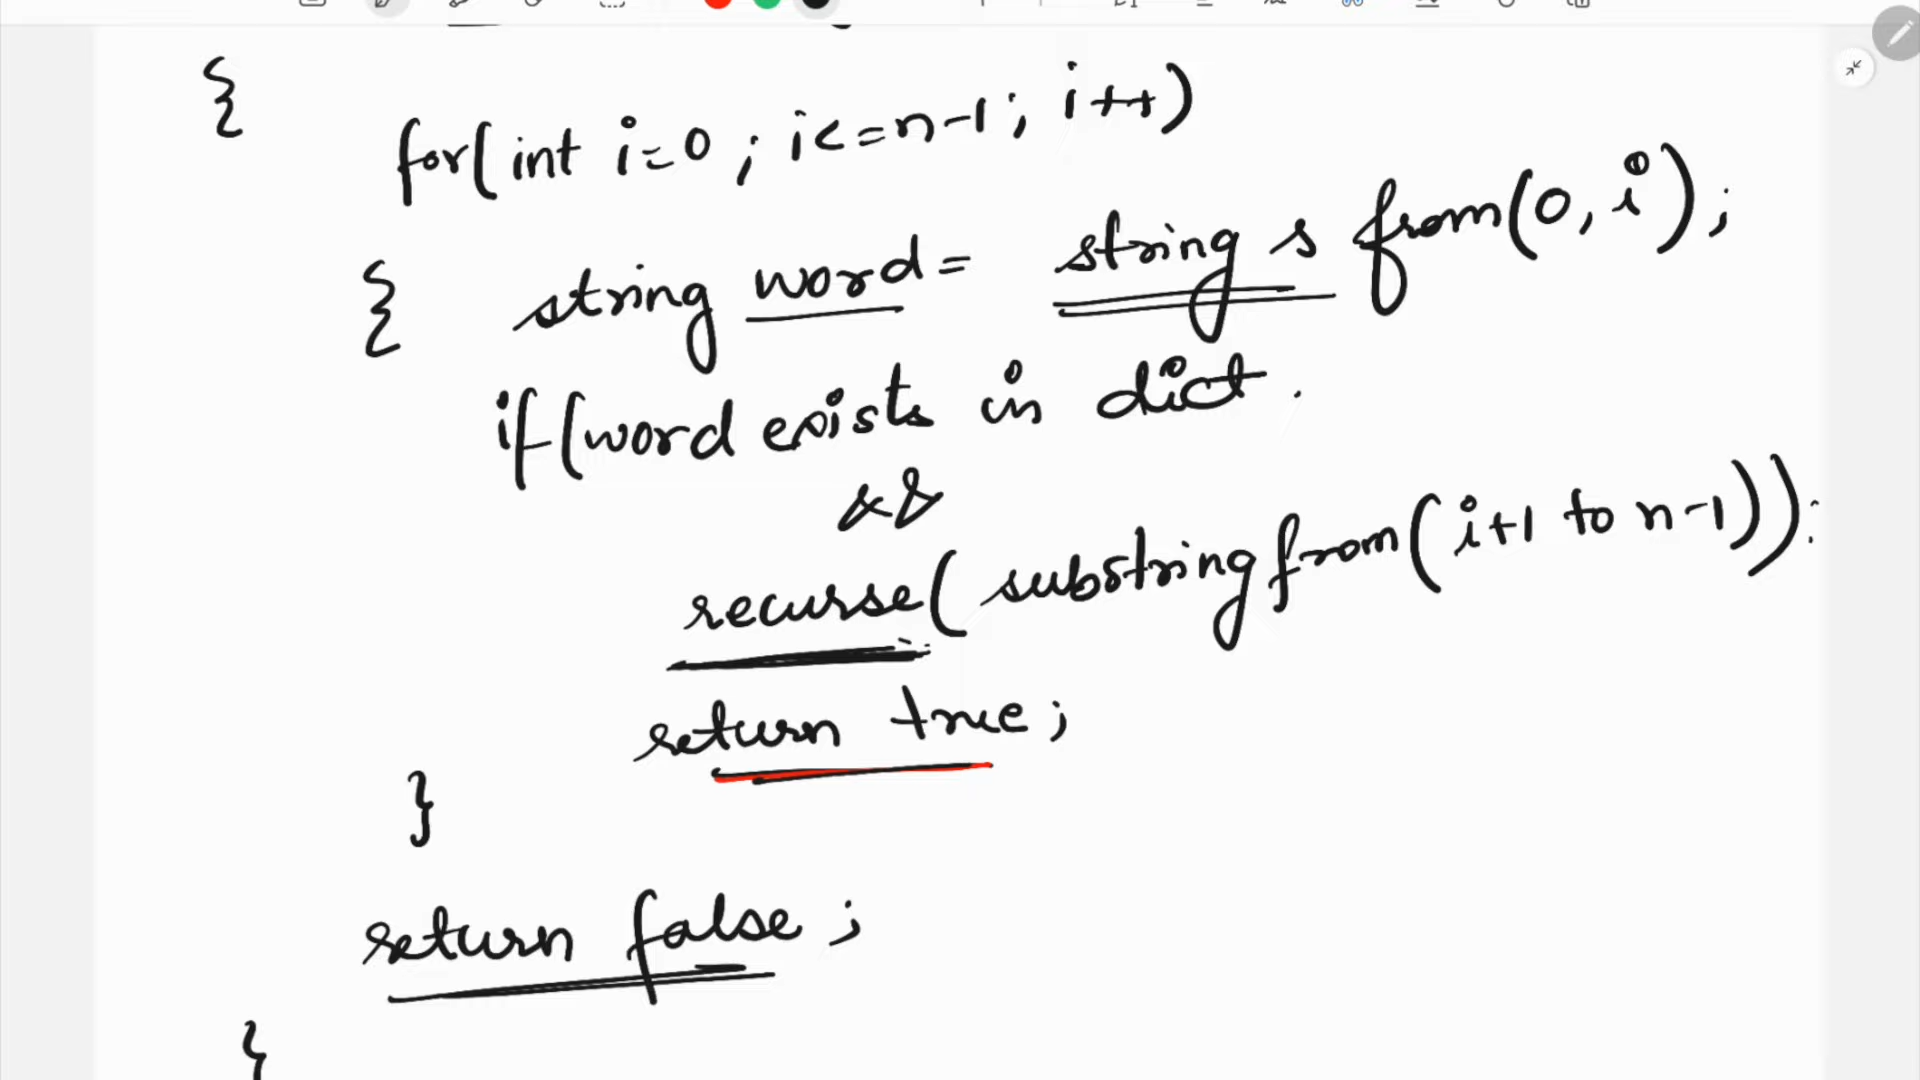 {
for(int i=0 ; i<=n-1; i++)
{ string word = string s from(0, i);
if(word exists in dict.
&&
recurse(substring from(i+1 to n-1));
return true;
}
return false;
}